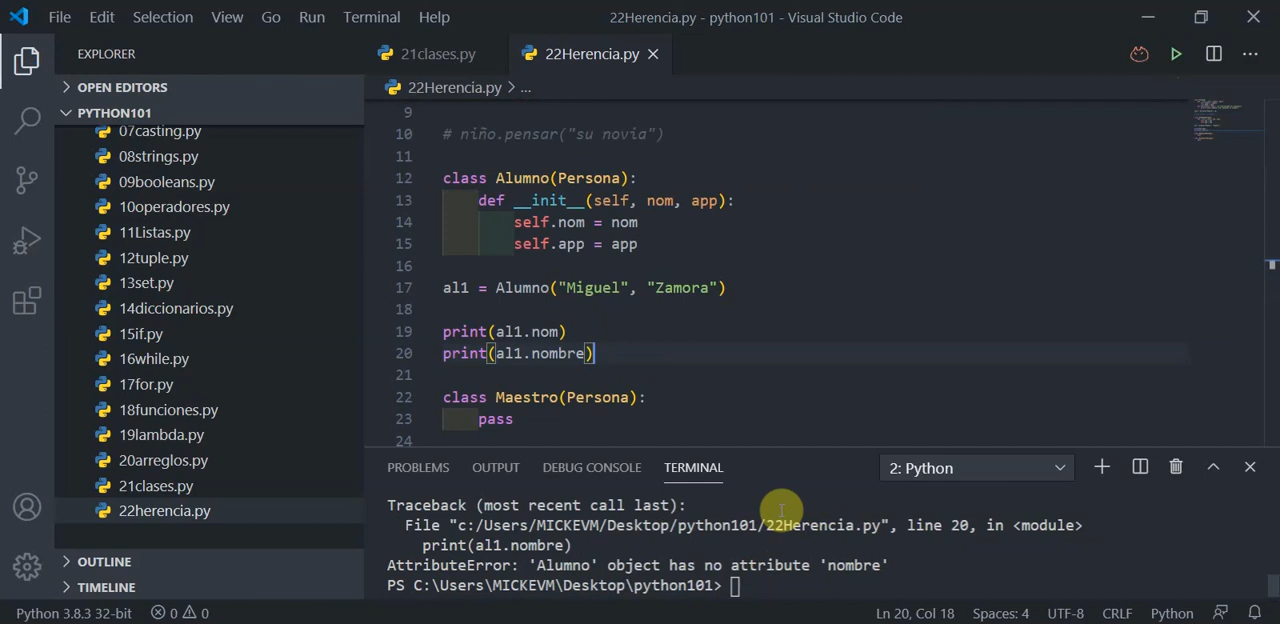 File Edit Selection View Go Run Terminal Help 22Herencia.py - python101 - Visual Studio Code
EXPLORER
21clases.py 22Herencia.py
OPEN EDITORS
22Herencia.py > ...
PYTHON101
07casting.py
08strings.py
09booleans.py
10operadores.py
11Listas.py
12tuple.py
13set.py
14diccionarios.py
15if.py
16while.py
17for.py
18funciones.py
19lambda.py
20arreglos.py
21clases.py
22herencia.py
OUTLINE
TIMELINE
9
10 # niño.pensar("su novia")
11
12 class Alumno(Persona):
13 def __init__(self, nom, app):
14 self.nom = nom
15 self.app = app
16
17 al1 = Alumno("Miguel", "Zamora")
18
19 print(al1.nom)
20 print(al1.nombre)
21
22 class Maestro(Persona):
23 pass
24
PROBLEMS OUTPUT DEBUG CONSOLE TERMINAL 2: Python
Traceback (most recent call last):
File "c:/Users/MICKEVM/Desktop/python101/22Herencia.py", line 20, in <module>
print(al1.nombre)
AttributeError: 'Alumno' object has no attribute 'nombre'
PS C:\Users\MICKEVM\Desktop\python101>
Python 3.8.3 32-bit 0 0 Ln 20, Col 18 Spaces: 4 UTF-8 CRLF Python